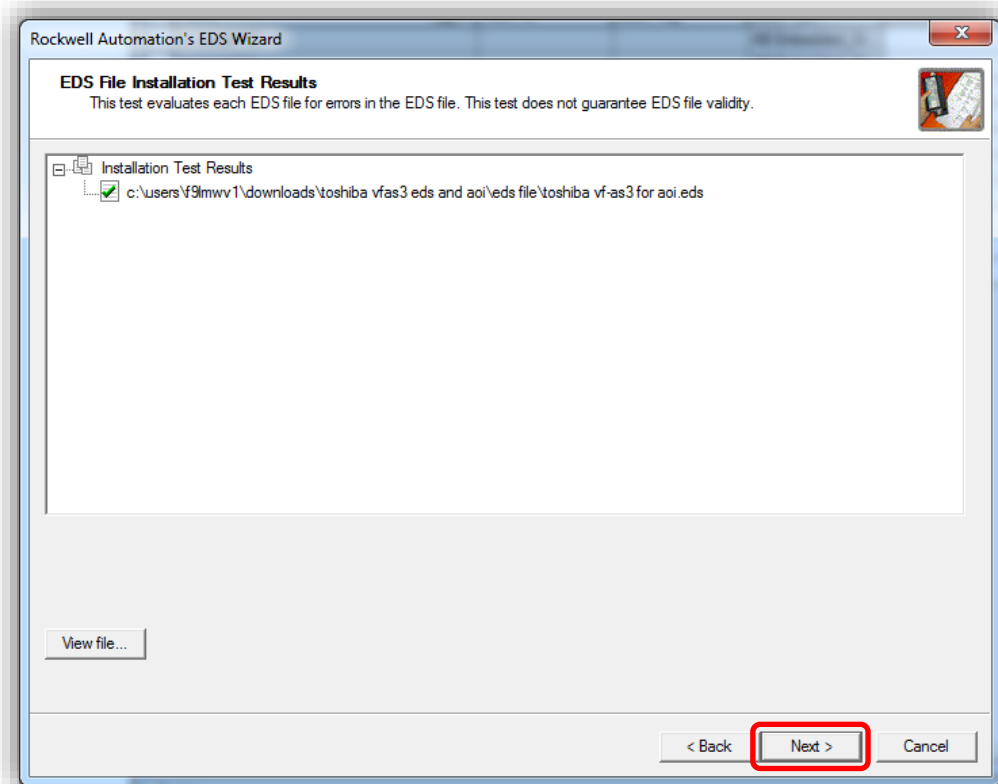 Rockwell Automation's EDS Wizard
EDS File Installation Test Results
This test evaluates each EDS file for errors in the EDS file. This test does not guarantee EDS file validity.
Installation Test Results
c:\users\f9lmwv1\downloads\toshiba vfas3 eds and aoi\eds file\toshiba vf-as3 for aoi.eds
View file...
< Back
Next >
Cancel